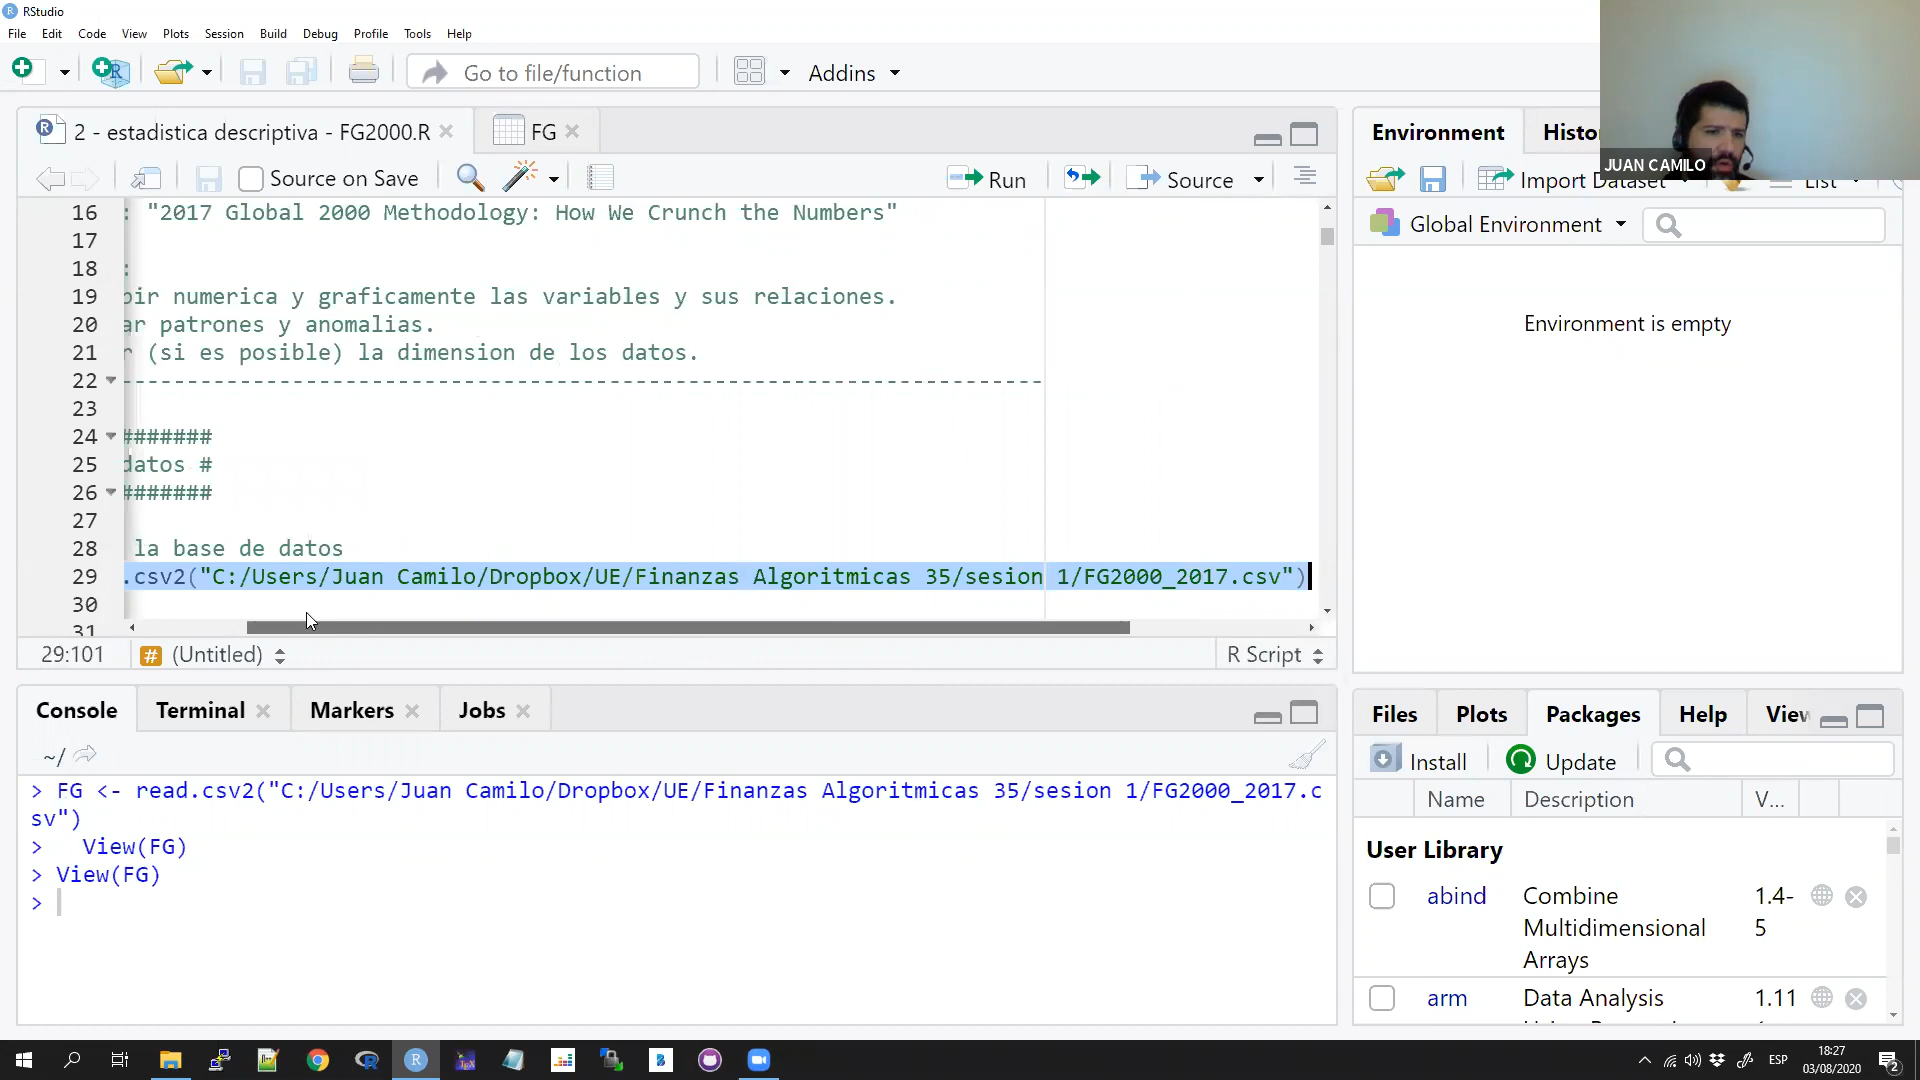 RStudio
File Edit Code View Plots Session Build Debug Profile Tools Help
Go to file/function Addins
2 - estadistica descriptiva - FG2000.R FG
Source on Save Run Source
16 : "2017 Global 2000 Methodology: How We Crunch the Numbers"
17
18 :
19 bir numerica y graficamente las variables y sus relaciones.
20 ar patrones y anomalias.
21 r (si es posible) la dimension de los datos.
22 ----------------------------------------------------------------------
23
24 #######
25 datos #
26 #######
27
28 la base de datos
29 .csv2("C:/Users/Juan Camilo/Dropbox/UE/Finanzas Algoritmicas 35/sesion 1/FG2000_2017.csv")
30
31
29:101 # (Untitled) R Script
Console Terminal Markers Jobs
~/
> FG <- read.csv2("C:/Users/Juan Camilo/Dropbox/UE/Finanzas Algoritmicas 35/sesion 1/FG2000_2017.c
sv")
>   View(FG)
> View(FG)
>
Environment Histo
JUAN CAMILO
Import Dataset List
Global Environment
Environment is empty
Files Plots Packages Help View
Install Update
Name Description V...
User Library
abind Combine Multidimensional Arrays 1.4-5
arm Data Analysis 1.11
ESP
18:27
03/08/2020
2